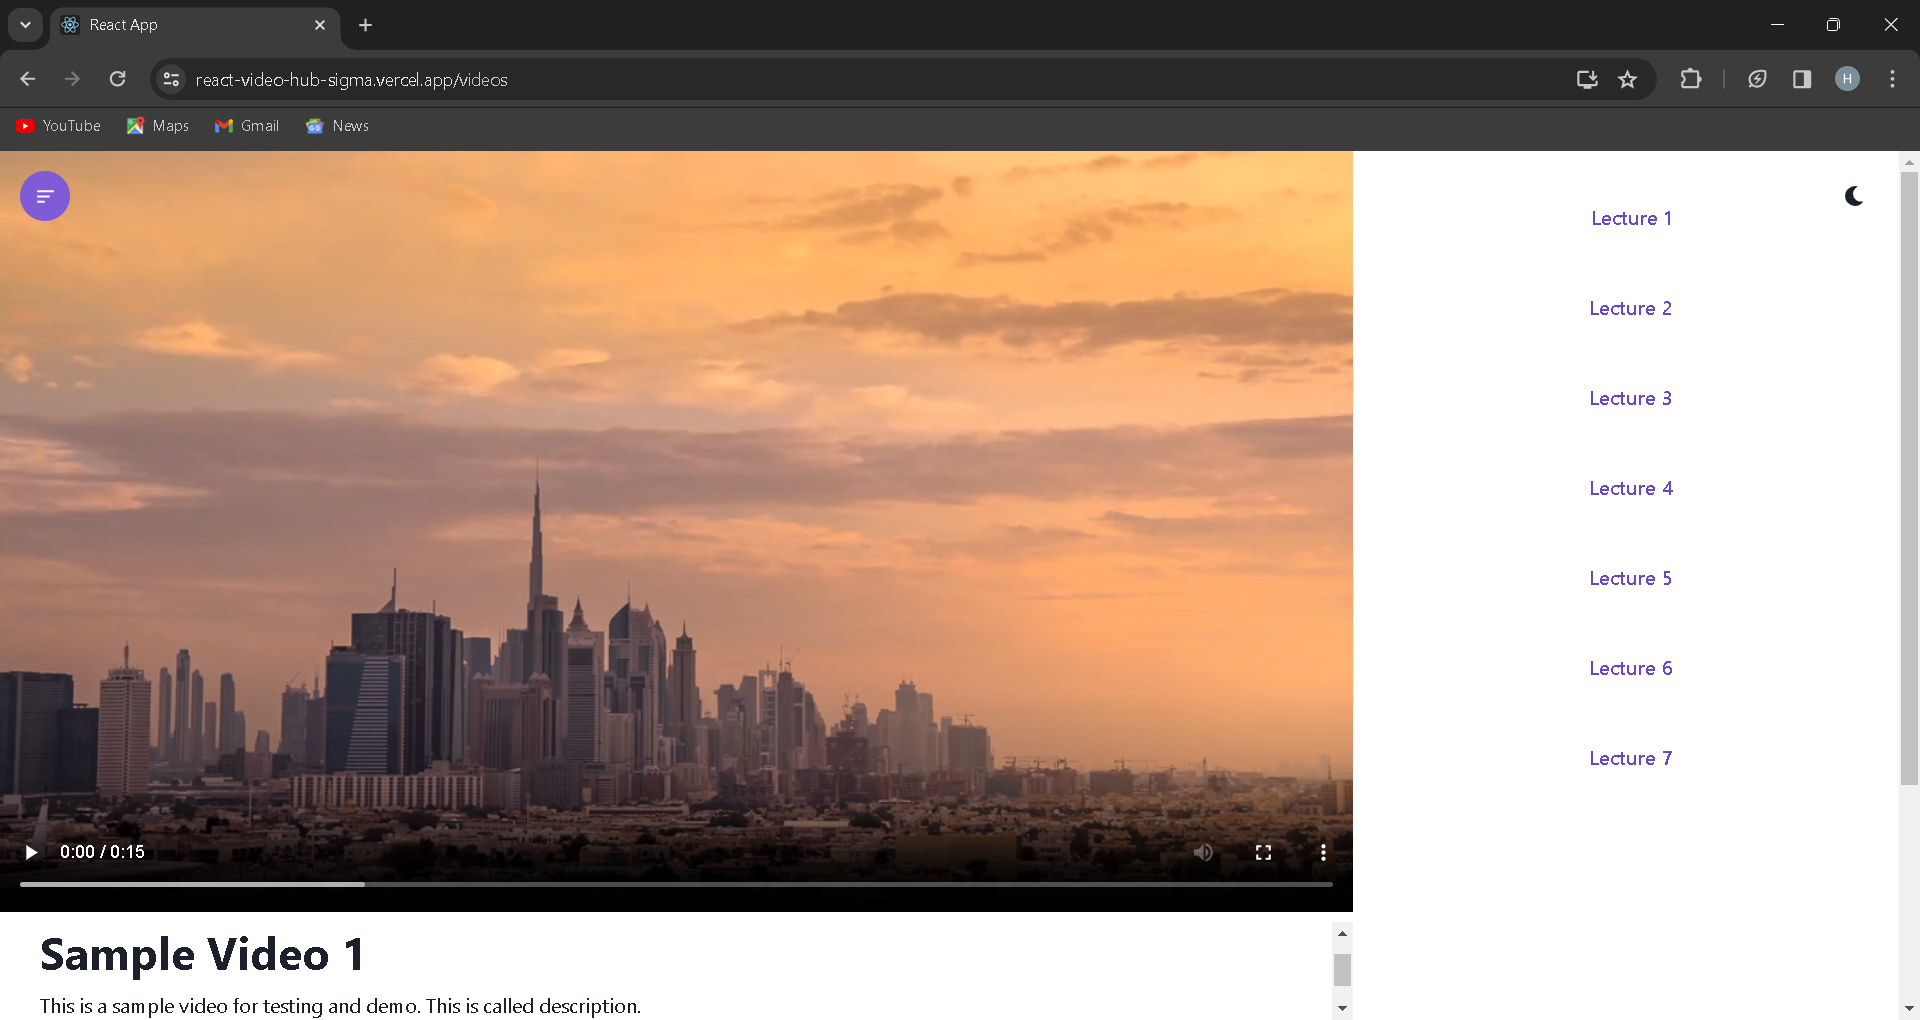 React App
react-video-hub-sigma.vercel.app/videos
H
YouTube
Maps
Gmail
News
Lecture 1
Lecture 2
Lecture 3
Lecture 4
Lecture 5
Lecture 6
Lecture 7
0:00 / 0:15
Sample Video 1
This is a sample video for testing and demo. This is called description.